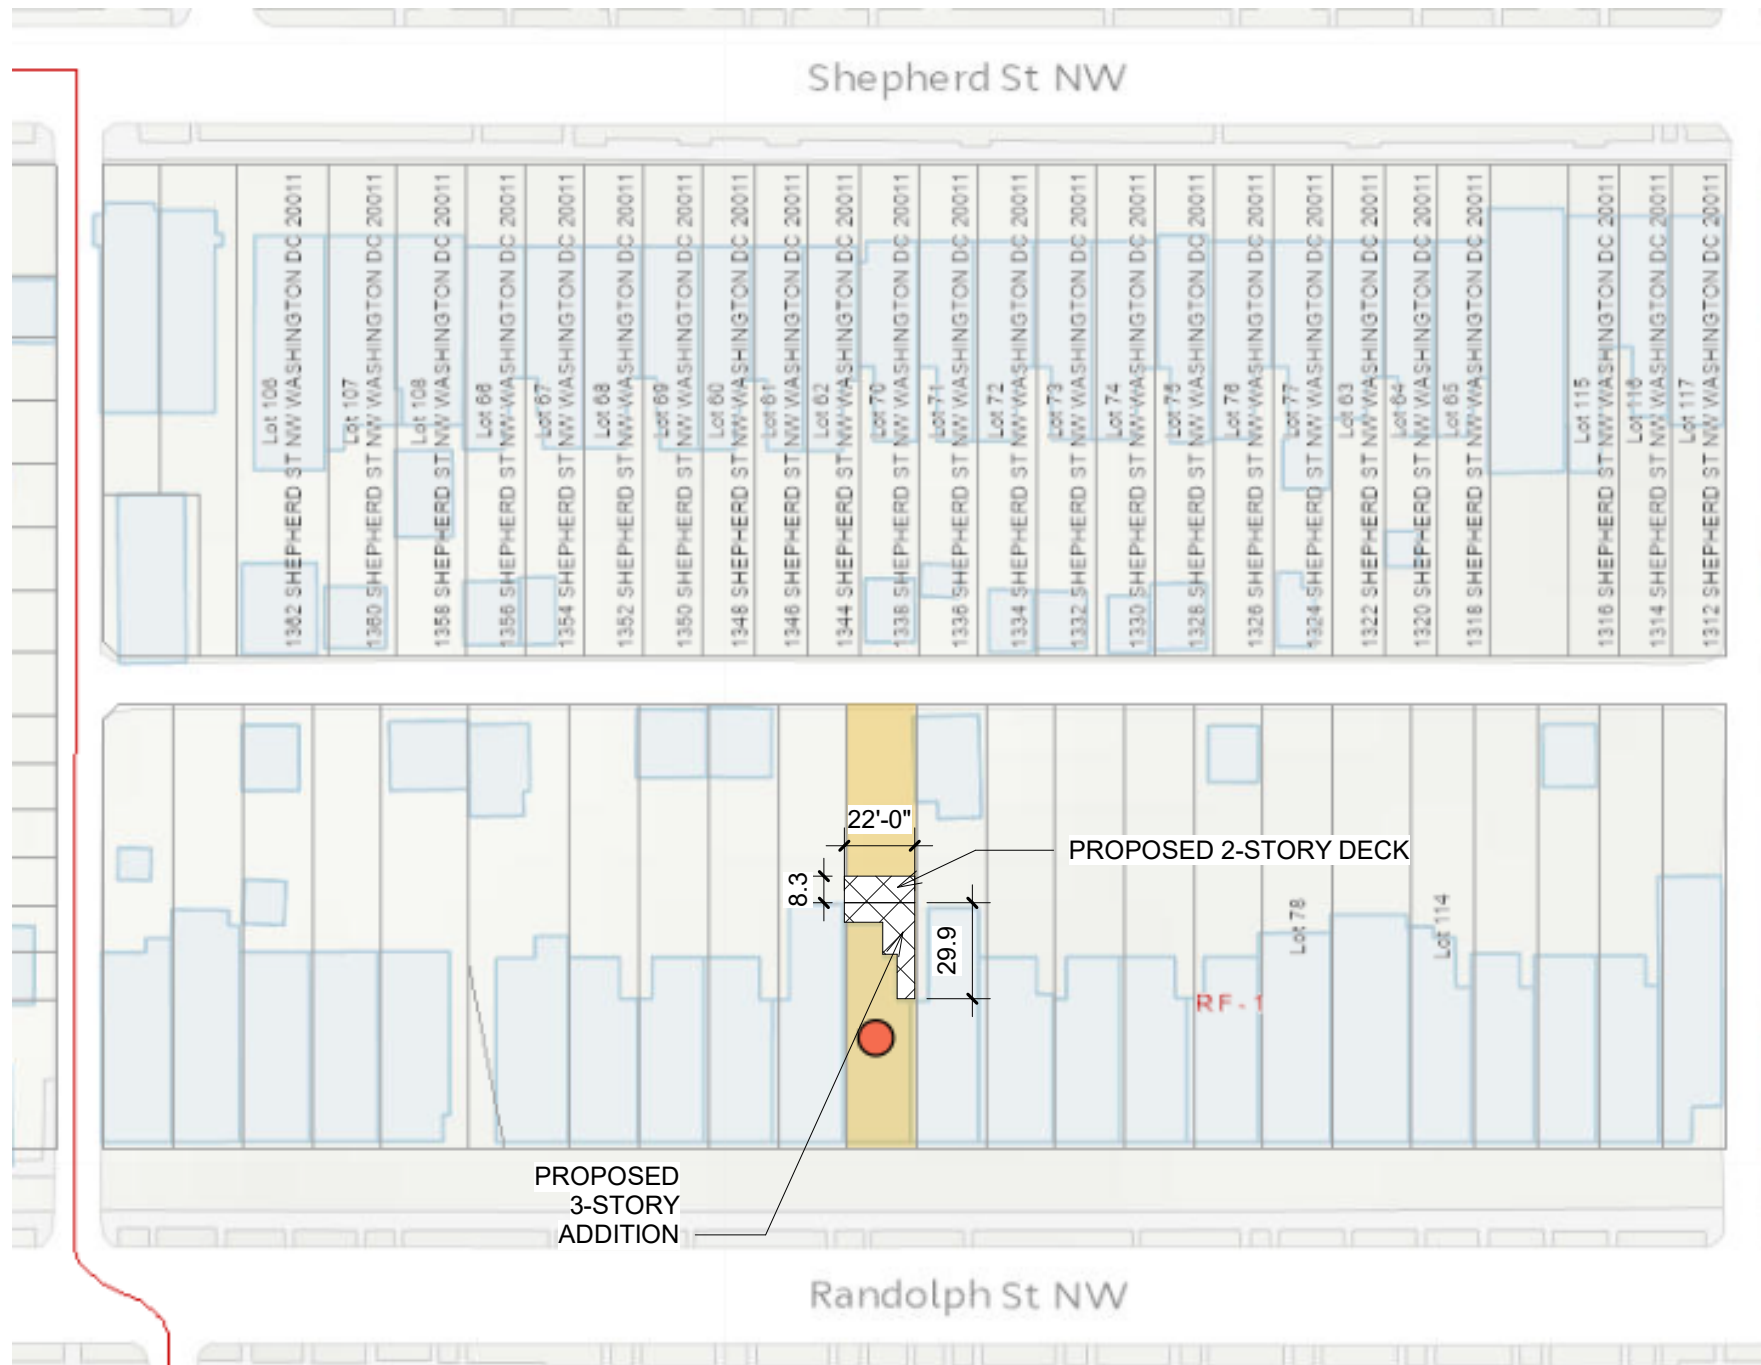 Shepherd St NW
Lot 106
1362 SHEPHERD ST NW WASHINGTON DC 20011
Lot 107
1360 SHEPHERD ST NW WASHINGTON DC 20011
Lot 108
1358 SHEPHERD ST NW WASHINGTON DC 20011
Lot 66
1356 SHEPHERD ST NW WASHINGTON DC 20011
Lot 67
1354 SHEPHERD ST NW WASHINGTON DC 20011
Lot 68
1352 SHEPHERD ST NW WASHINGTON DC 20011
Lot 69
1350 SHEPHERD ST NW WASHINGTON DC 20011
Lot 60
1348 SHEPHERD ST NW WASHINGTON DC 20011
Lot 61
1346 SHEPHERD ST NW WASHINGTON DC 20011
Lot 62
1344 SHEPHERD ST NW WASHINGTON DC 20011
Lot 70
1338 SHEPHERD ST NW WASHINGTON DC 20011
Lot 71
1336 SHEPHERD ST NW WASHINGTON DC 20011
Lot 72
1334 SHEPHERD ST NW WASHINGTON DC 20011
Lot 73
1332 SHEPHERD ST NW WASHINGTON DC 20011
Lot 74
1330 SHEPHERD ST NW WASHINGTON DC 20011
Lot 75
1328 SHEPHERD ST NW WASHINGTON DC 20011
Lot 76
1326 SHEPHERD ST NW WASHINGTON DC 20011
Lot 77
1324 SHEPHERD ST NW WASHINGTON DC 20011
Lot 63
1322 SHEPHERD ST NW WASHINGTON DC 20011
Lot 64
1320 SHEPHERD ST NW WASHINGTON DC 20011
Lot 65
1318 SHEPHERD ST NW WASHINGTON DC 20011
Lot 115
1316 SHEPHERD ST NW WASHINGTON DC 20011
Lot 116
1314 SHEPHERD ST NW WASHINGTON DC 20011
Lot 117
1312 SHEPHERD ST NW WASHINGTON DC 20011
22'-0"
PROPOSED 2-STORY DECK
8.3
29.9
Lot 78
Lot 114
RF-1
PROPOSED
3-STORY
ADDITION
Randolph St NW